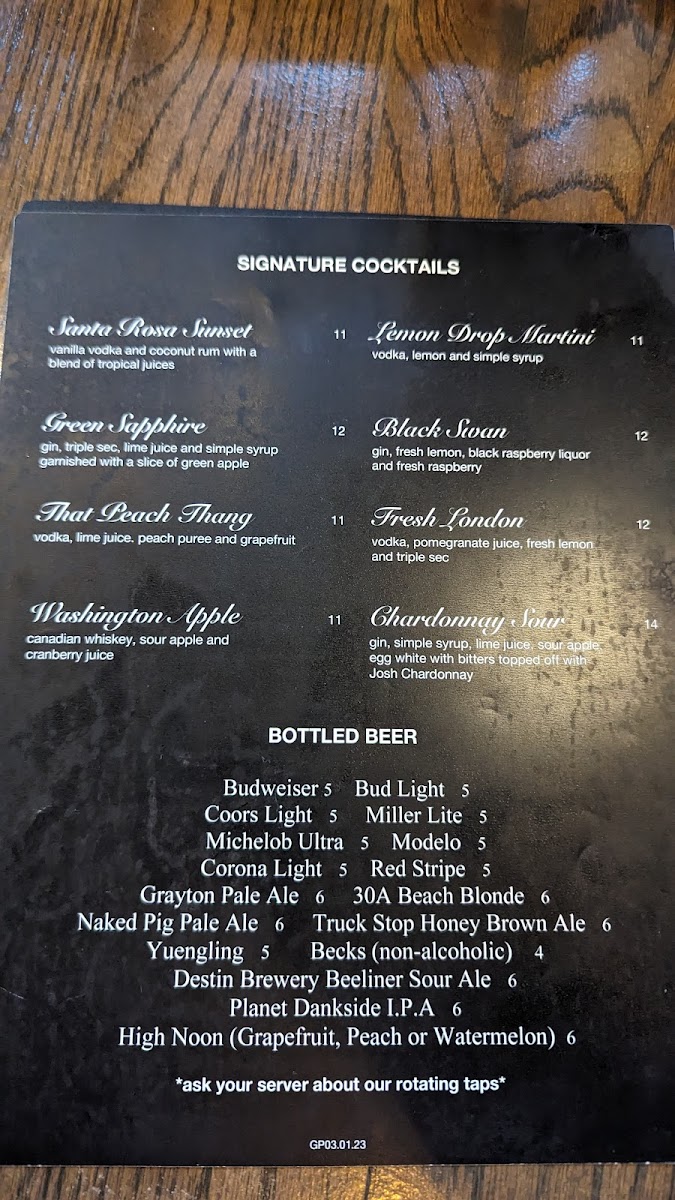 SIGNATURE COCKTAILS
Santa Rosa Sunset 11
vanilla vodka and coconut rum with a
blend of tropical juices
Lemon Drop Martini 11
vodka, lemon and simple syrup
Green Sapphire 12
gin, triple sec, lime juice and simple syrup
garnished with a slice of green apple
Black Swan 12
gin, fresh lemon, black raspberry liquor
and fresh raspberry
That Peach Thang 11
vodka, lime juice. peach puree and grapefruit
Fresh London 12
vodka, pomegranate juice, fresh lemon
and triple sec
Washington Apple 11
canadian whiskey, sour apple and
cranberry juice
Chardonnay Sour 14
gin, simple syrup, lime juice, sour apple,
egg white with bitters topped off with
Josh Chardonnay
BOTTLED BEER
Budweiser 5 Bud Light 5
Coors Light 5 Miller Lite 5
Michelob Ultra 5 Modelo 5
Corona Light 5 Red Stripe 5
Grayton Pale Ale 6 30A Beach Blonde 6
Naked Pig Pale Ale 6 Truck Stop Honey Brown Ale 6
Yuengling 5 Becks (non-alcoholic) 4
Destin Brewery Beeliner Sour Ale 6
Planet Dankside I.P.A 6
High Noon (Grapefruit, Peach or Watermelon) 6
*ask your server about our rotating taps*
GP03.01.23